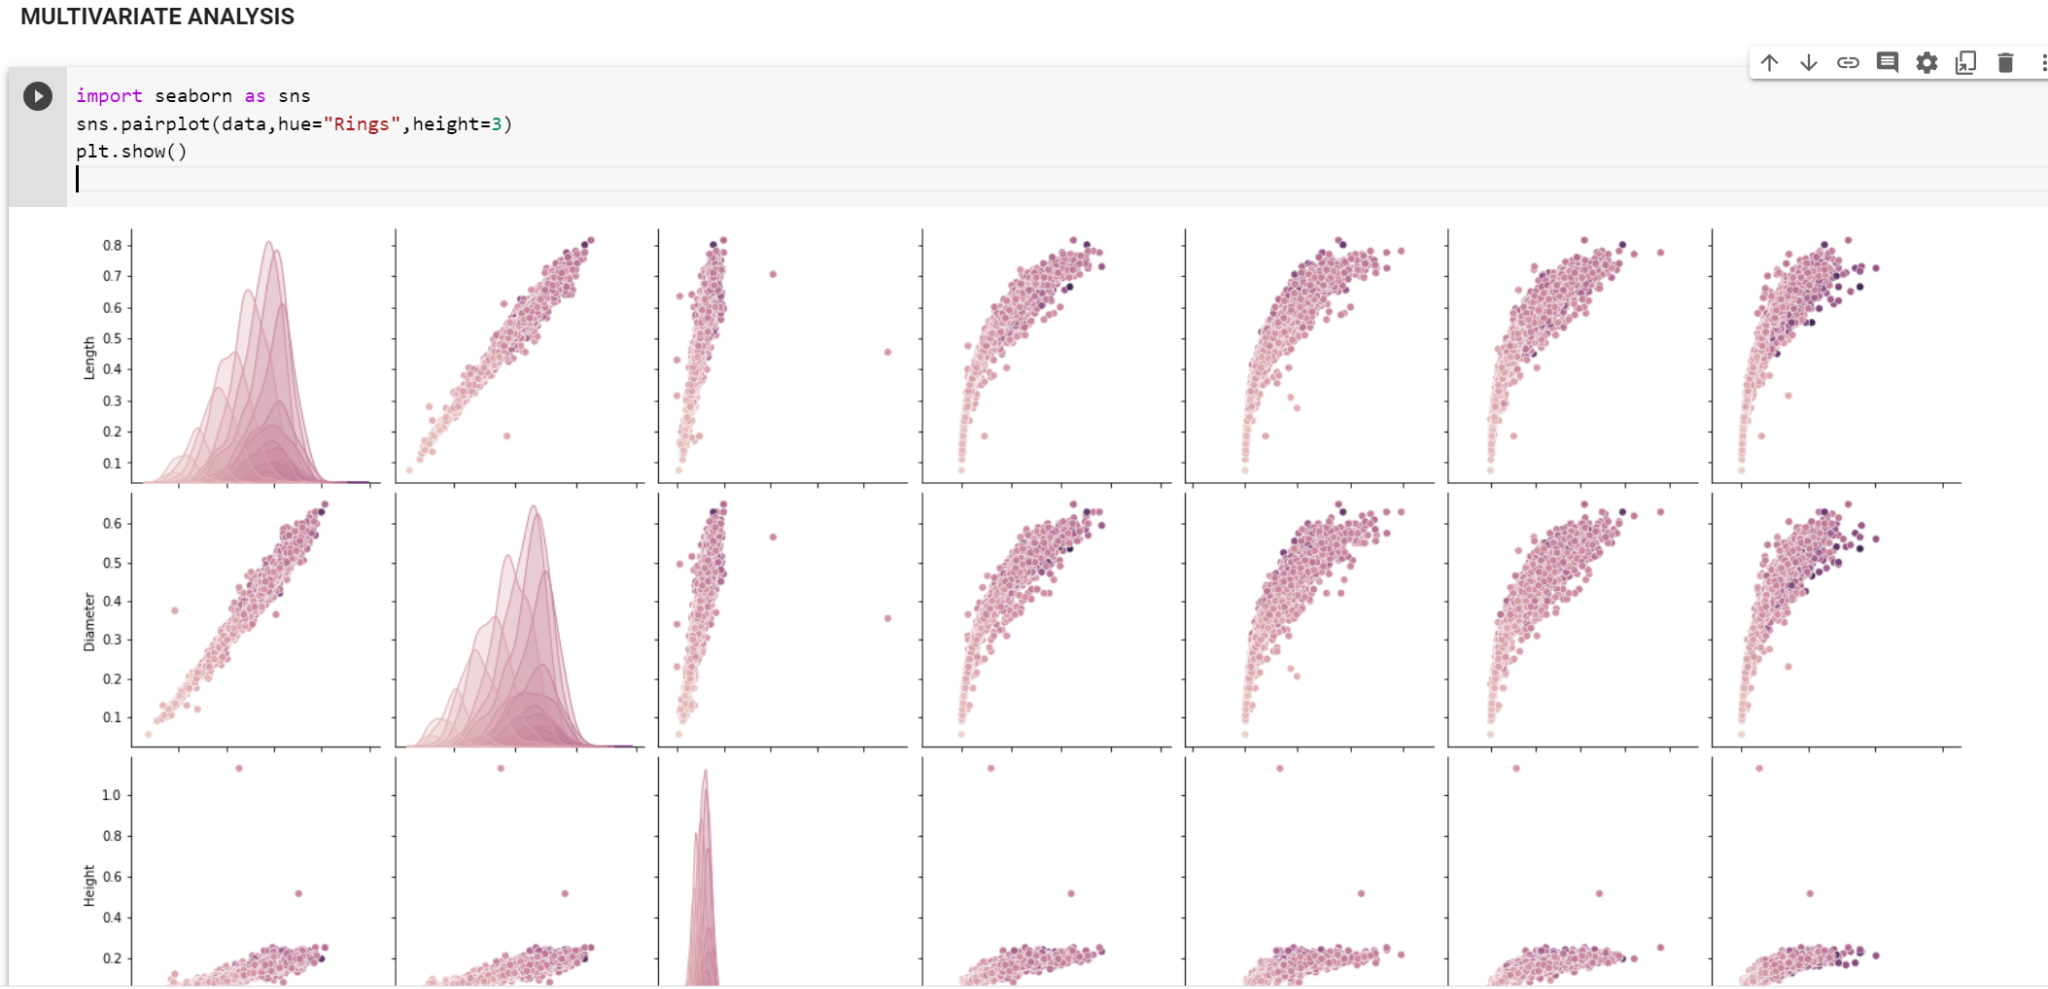 MULTIVARIATE ANALYSIS
import seaborn as sns
sns.pairplot(data,hue="Rings",height=3)
plt.show()
0.8
0.7
0.6
0.5
0.4
0.3
0.2
0.1
Length
0.6
0.5
0.4
0.3
0.2
0.1
Diameter
1.0
0.8
0.6
0.4
0.2
Height